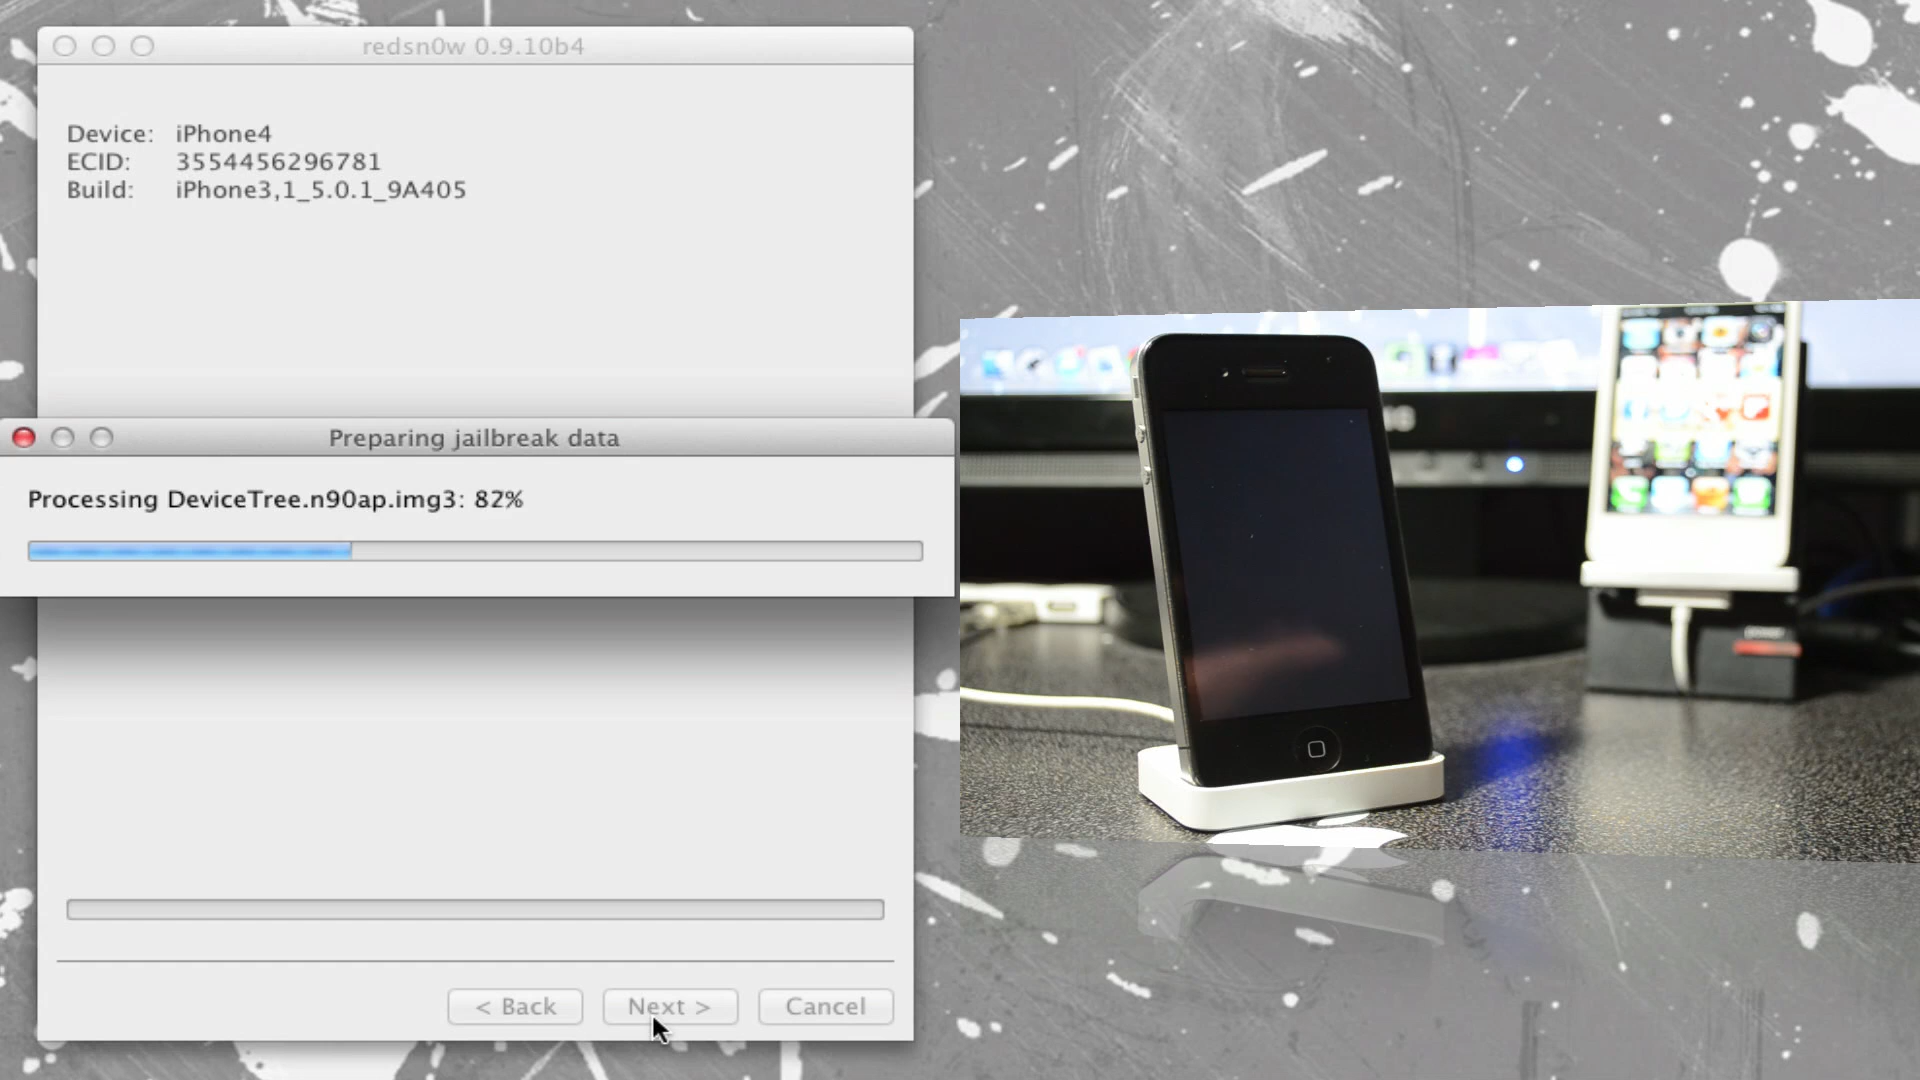 redsn0w 0.9.10b4
Device: iPhone4
ECID: 3554456296781
Build: iPhone3,1_5.0.1_9A405
Preparing jailbreak data
Processing DeviceTree.n90ap.img3: 82%
< Back
Next >
Cancel